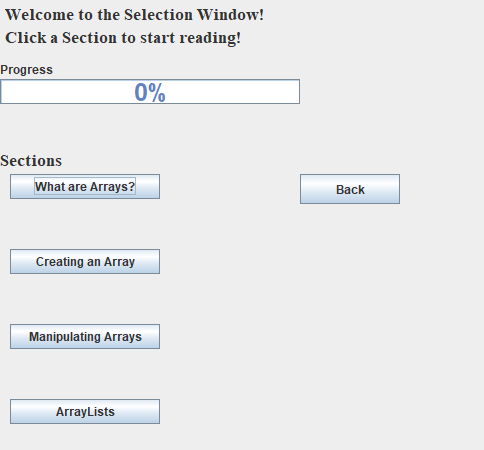 Welcome to the Selection Window!
Click a Section to start reading!
Progress
0%
Sections
What are Arrays?
Back
Creating an Array
Manipulating Arrays
ArrayLists